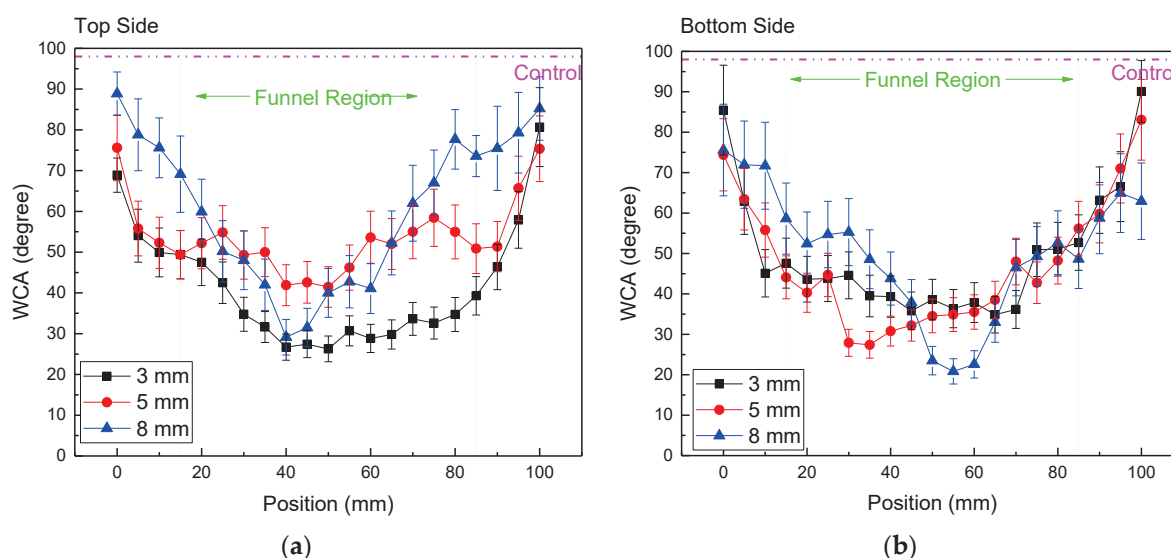 Top Side
100
90
80
70
60
50
40
30
20
10
0
WCA (degree)
Control
Funnel Region
3 mm
5 mm
8 mm
0 20 40 60 80 100
Position (mm)
(a)
Bottom Side
100
90
80
70
60
50
40
30
20
10
0
WCA (degree)
Control
Funnel Region
3 mm
5 mm
8 mm
0 20 40 60 80 100
Position (mm)
(b)